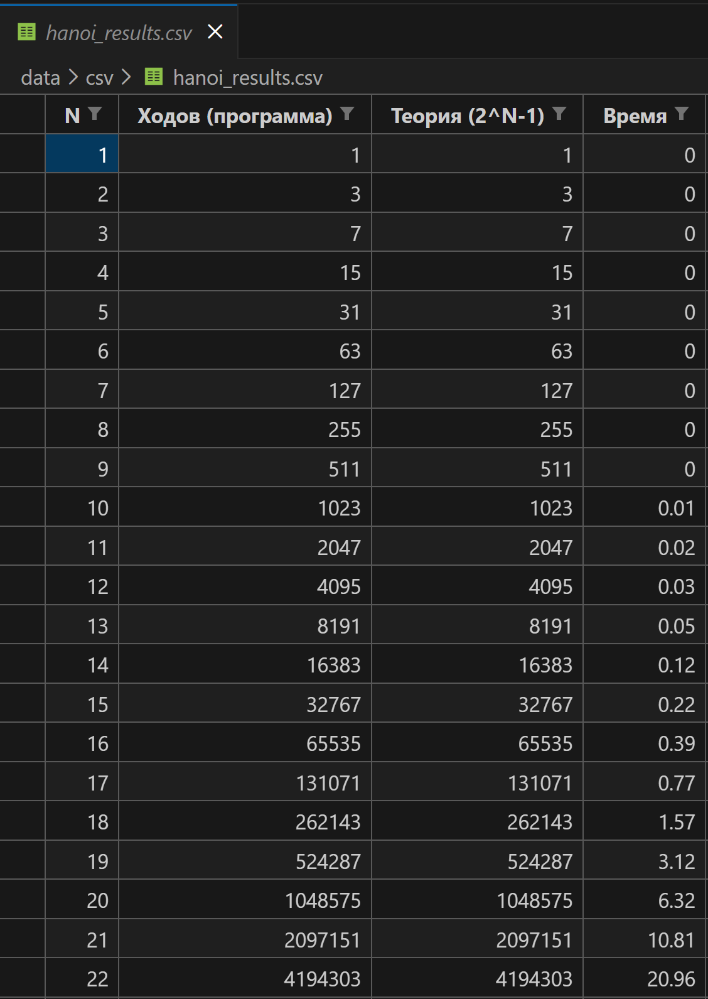 hanoi_results.csv
data > csv > hanoi_results.csv
N Ходов (программа) Теория (2^N-1) Время
1 1 1 0
2 3 3 0
3 7 7 0
4 15 15 0
5 31 31 0
6 63 63 0
7 127 127 0
8 255 255 0
9 511 511 0
10 1023 1023 0.01
11 2047 2047 0.02
12 4095 4095 0.03
13 8191 8191 0.05
14 16383 16383 0.12
15 32767 32767 0.22
16 65535 65535 0.39
17 131071 131071 0.77
18 262143 262143 1.57
19 524287 524287 3.12
20 1048575 1048575 6.32
21 2097151 2097151 10.81
22 4194303 4194303 20.96